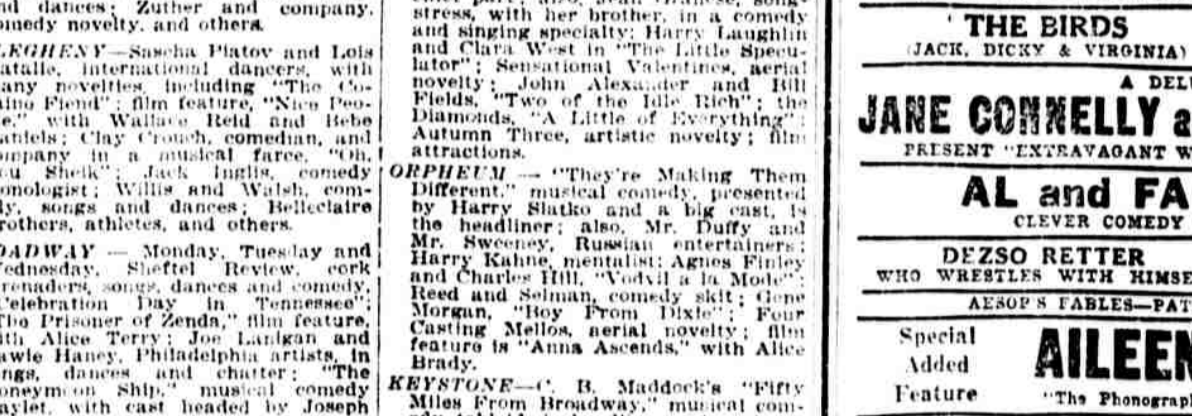 nd dances; Zuther and company,
omedy novelty, and others.
LEGHENY—Sascha Piatov and Lois
atalie, international dancers, with
any novelties, including "The Co-
aine Fiend"; film feature, "Nice Peo-
le," with Wallace Reid and Bebe
aniels; Clay Crouch, comedian, and
ompany in a musical farce, "Oh,
ou Sheik"; Jack Inglis, comedy
onologist; Willis and Walsh, com-
dy, songs and dances; Belleclaire
rothers, athletes, and others.
OADWAY — Monday, Tuesday and
ednesday, Sheftel Review, cork
renaders, songs, dances and comedy,
Celebration Day in Tennessee";
The Prisoner of Zenda," film feature,
ith Alice Terry; Joe Lanigan and
awle Haney, Philadelphia artists, in
ngs, dances and chatter; "The
oneymoon Ship," musical comedy
aylet, with cast headed by Joseph
stress, with her brother, in a comedy
and singing specialty; Harry Laughlin
and Clara West in "The Little Specu-
lator"; Sensational Valentines, aerial
novelty; John Alexander and Bill
Fields, "Two of the Idle Rich"; the
Diamonds, "A Little of Everything";
Autumn Three, artistic novelty; film
attractions.
ORPHEUM — "They're Making Them
Different," musical comedy, presented
by Harry Slatko and a big cast, is
the headliner; also, Mr. Duffy and
Mr. Sweeney, Russian entertainers;
Harry Kahne, mentalist; Agnes Finley
and Charles Hill, "Vodvil a la Mode";
Reed and Selman, comedy skit; Gene
Morgan, "Boy From Dixie"; Four
Casting Mellos, aerial novelty; film
feature is "Anna Ascends," with Alice
Brady.
KEYSTONE—C. B. Maddock's "Fifty
Miles From Broadway," musical com-
THE BIRDS
(JACK, DICKY & VIRGINIA)
A DEL
JANE CONNELLY a
PRESENT "EXTRAVAGANT W
AL and FA
CLEVER COMEDY
DEZSO RETTER
WHO WRESTLES WITH HIMSE
AESOP'S FABLES—PAT
Special
Added
Feature
AILEEN
"The Phonograp